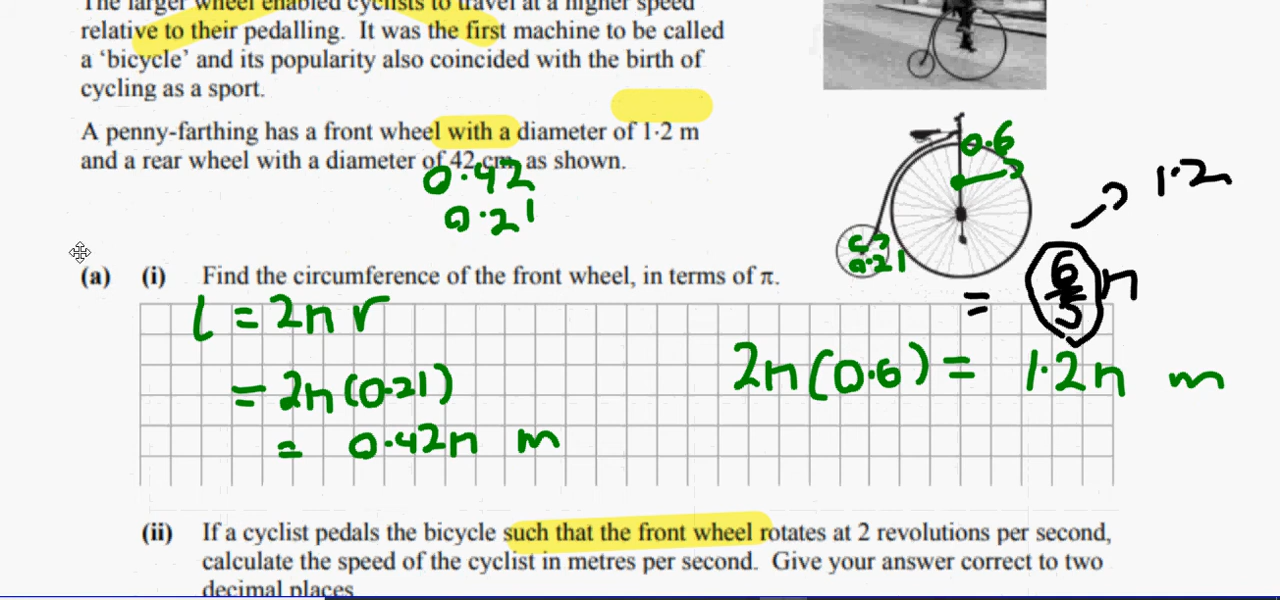 The larger wheel enabled cyclists to travel at a higher speed
relative to their pedalling. It was the first machine to be called
a ‘bicycle’ and its popularity also coincided with the birth of
cycling as a sport.
A penny-farthing has a front wheel with a diameter of 1·2 m
and a rear wheel with a diameter of 42 cm as shown.
0.42
0.21
0.6
1.2
0.21
(a) (i) Find the circumference of the front wheel, in terms of π.
= 6/5 π
l = 2π r
= 2π (0.21)
= 0.42π m
2π (0.6) = 1.2π m
(ii) If a cyclist pedals the bicycle such that the front wheel rotates at 2 revolutions per second,
calculate the speed of the cyclist in metres per second. Give your answer correct to two
decimal places